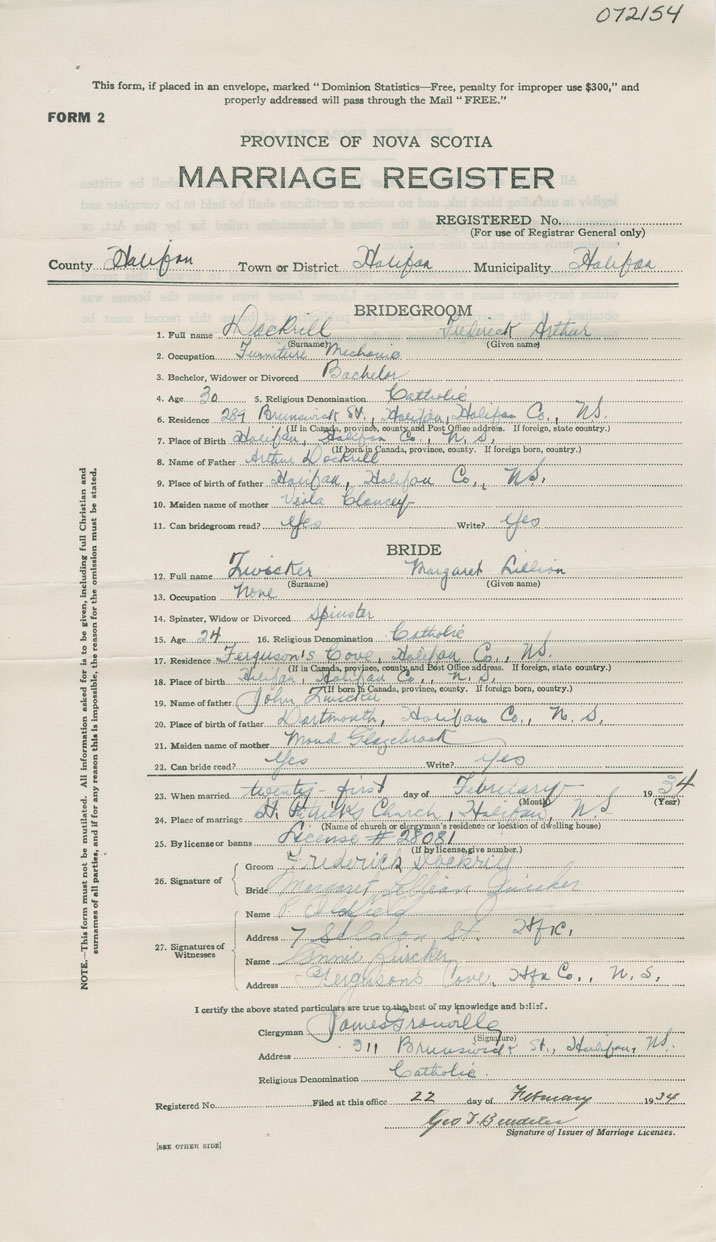 072154
This form, if placed in an envelope, marked "Dominion Statistics—Free, penalty for improper use $300," and
properly addressed will pass through the Mail "FREE."
FORM 2
PROVINCE OF NOVA SCOTIA
MARRIAGE REGISTER
REGISTERED No.
(For use of Registrar General only)
County Halifax Town or District Halifax Municipality Halifax
BRIDEGROOM
1. Full name Dockrill Frederick Arthur
(Surname) (Given name)
2. Occupation Furniture Mechanic
3. Bachelor, Widower or Divorced Bachelor
4. Age 30 5. Religious Denomination Catholic
6. Residence 289 Brunswick St., Halifax, Halifax Co., N.S.
(If in Canada, province, county and Post Office address. If foreign, state country.)
7. Place of Birth Halifax, Halifax Co., N.S.
(If born in Canada, province, county. If foreign born, country.)
8. Name of Father Arthur Dockrill
9. Place of birth of father Halifax, Halifax Co., N.S.
10. Maiden name of mother Viola Clancey
11. Can bridegroom read? Yes Write? Yes
BRIDE
12. Full name Zwicker Margaret Lillian
(Surname) (Given name)
13. Occupation None
14. Spinster, Widow or Divorced Spinster
15. Age 24 16. Religious Denomination Catholic
17. Residence Ferguson's Cove, Halifax Co., N.S.
(If in Canada, province, county and Post Office address. If foreign, state country.)
18. Place of birth Halifax, Halifax Co., N.S.
(If born in Canada, province, county. If foreign born, country.)
19. Name of father John Zwicker
20. Place of birth of father Dartmouth, Halifax Co., N.S.
21. Maiden name of mother Maud Glazebrook
22. Can bride read? Yes Write? Yes
23. When married twenty-first day of February 1934
(Month) (Year)
24. Place of marriage St. Patrick's Church, Halifax, N.S
(Name of church or clergyman's residence or location of dwelling house)
25. By license or banns License # 28081
(If by license, give number.)
26. Signature of
Groom Frederick Dockrill
Bride Margaret Lillian Zwicker
27. Signatures of Witnesses
Name P. Oldfield
Address 7 St. Hfx.
Name Annie Zwicker
Address Ferguson's Cove, Hfx Co., N.S.
I certify the above stated particulars are true to the best of my knowledge and belief.
Clergyman James Granville
(Signature)
Address 311 Brunswick St., Halifax, N.S.
Religious Denomination Catholic
Registered No. Filed at this office 22 day of February 1934
Geo T.
Signature of Issuer of Marriage Licenses.
[SEE OTHER SIDE]
NOTE.—This form must not be mutilated. All information asked for is to be given, including full Christian and
surnames of all parties, and if for any reason this is impossible, the reason for the omission must be stated.